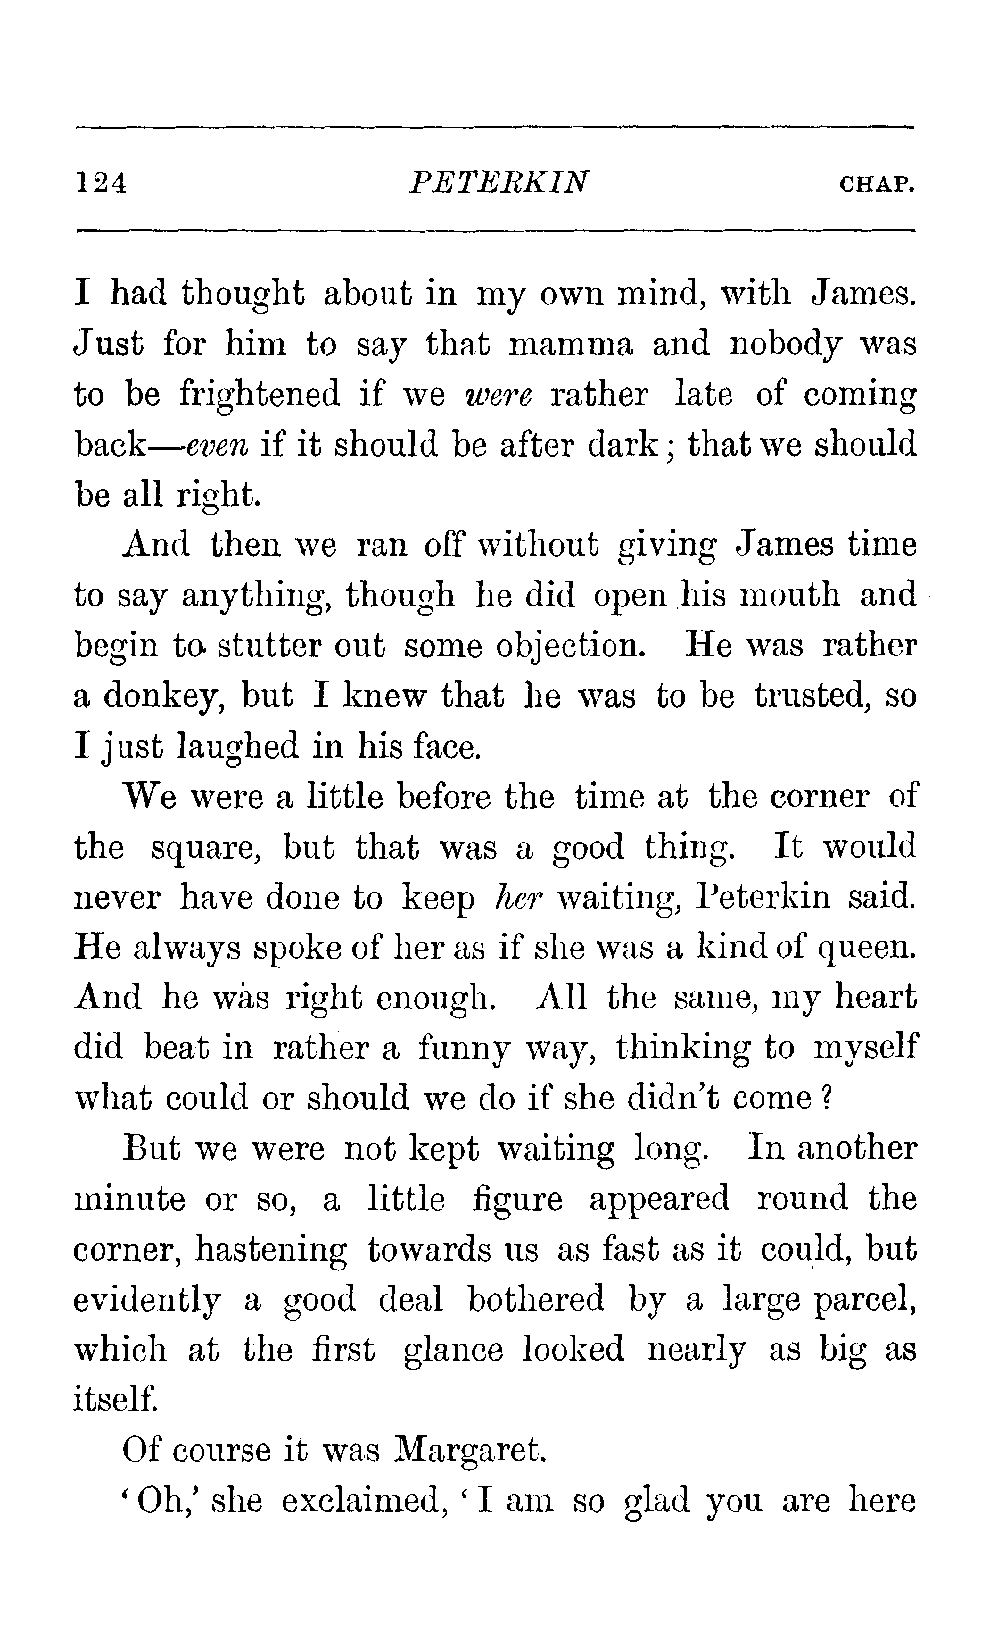 124 PETERKIN CHAP.
I had thought about in my own mind, with James.
Just for him to say that mamma and nobody was
to be frightened if we were rather late of coming
back—even if it should be after dark; that we should
be all right.
And then we ran off without giving James time
to say anything, though he did open his mouth and
begin to stutter out some objection. He was rather
a donkey, but I knew that he was to be trusted, so
I just laughed in his face.
We were a little before the time at the corner of
the square, but that was a good thing. It would
never have done to keep her waiting, Peterkin said.
He always spoke of her as if she was a kind of queen.
And he was right enough. All the same, my heart
did beat in rather a funny way, thinking to myself
what could or should we do if she didn't come?
But we were not kept waiting long. In another
minute or so, a little figure appeared round the
corner, hastening towards us as fast as it could, but
evidently a good deal bothered by a large parcel,
which at the first glance looked nearly as big as
itself.
Of course it was Margaret.
‘Oh,’ she exclaimed, ‘I am so glad you are here